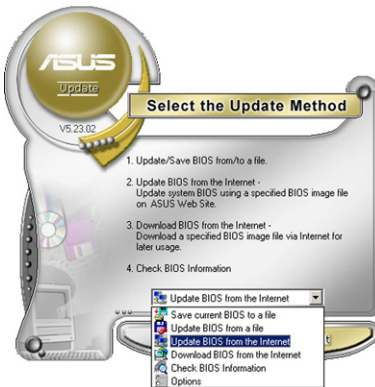 ASUS
Update
V5.23.02
Select the Update Method
1. Update/Save BIOS from/to a file.
2. Update BIOS from the Internet -
Update system BIOS using a specified BIOS image file
on ASUS Web Site.
3. Download BIOS from the Internet -
Download a specified BIOS image file via Internet for
later usage.
4. Check BIOS Information
Update BIOS from the Internet
Save current BIOS to a file
Update BIOS from a file
Update BIOS from the Internet
Download BIOS from the Internet
Check BIOS Information
Options